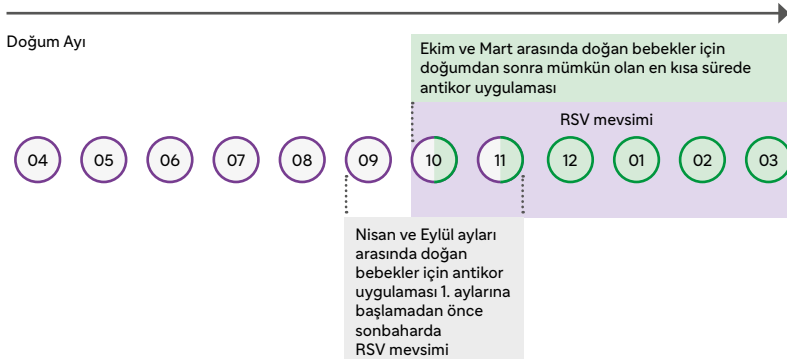 Doğum Ayı
Ekim ve Mart arasında doğan bebekler için
doğumdan sonra mümkün olan en kısa sürede
antikor uygulaması
RSV mevsimi
04 05 06 07 08 09 10 11 12 01 02 03
Nisan ve Eylül ayları
arasında doğan
bebekler için antikor
uygulaması 1. aylarına
başlamadan önce
sonbaharda
RSV mevsimi